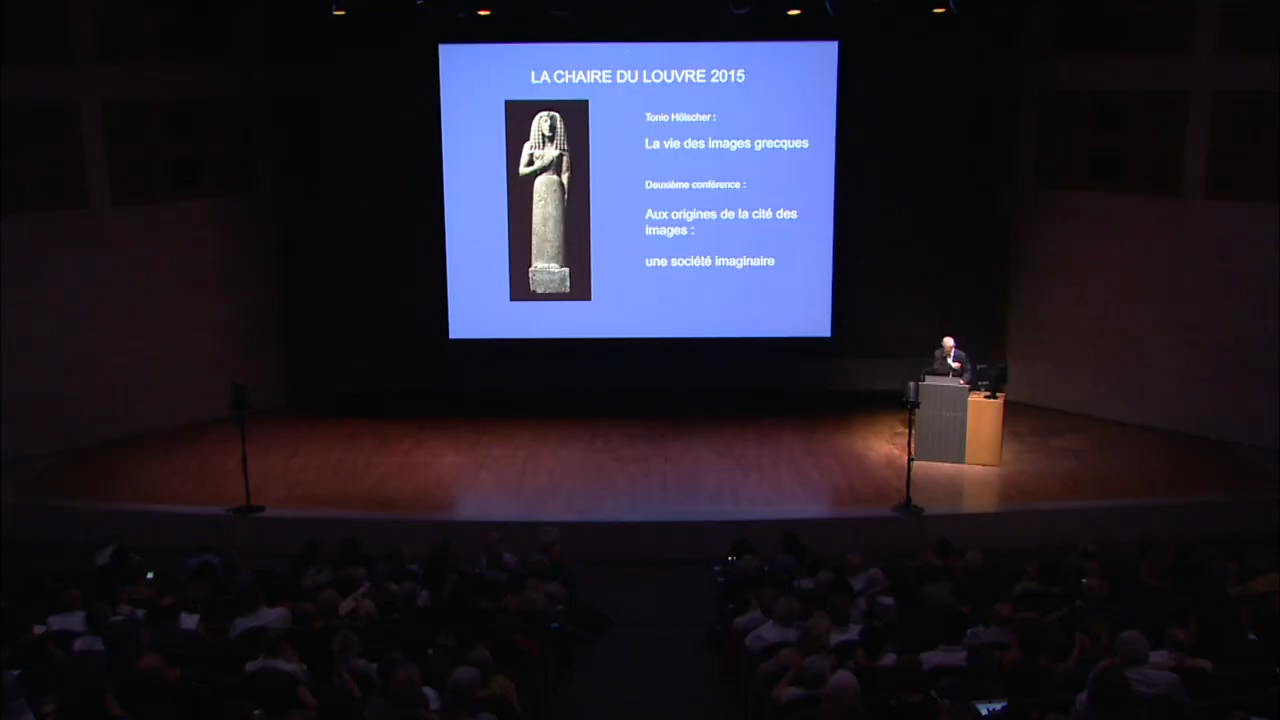 LA CHAIRE DU LOUVRE 2015
Tonio Hölscher :
La vie des images grecques
Deuxième conférence :
Aux origines de la cité des
images :
une société imaginaire